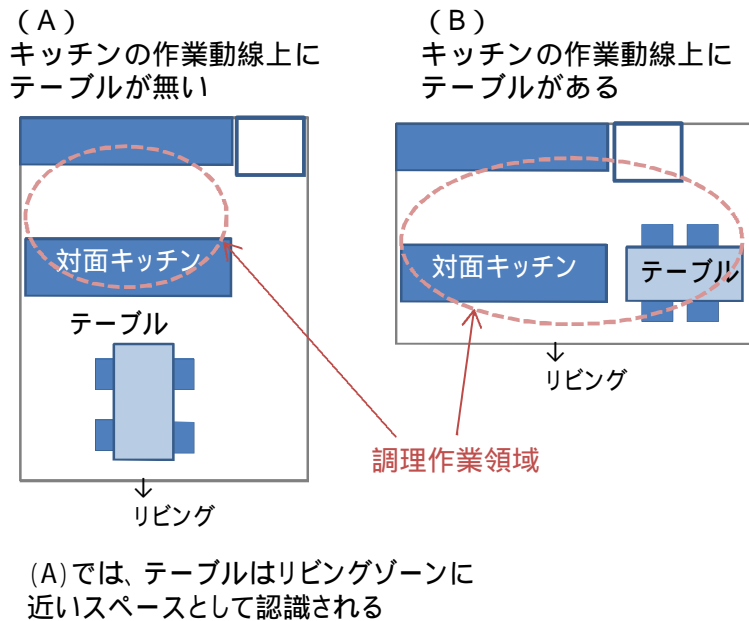 (A)
キッチンの作業動線上に
テーブルが無い
対面キッチン
テーブル
↓
リビング
(B)
キッチンの作業動線上に
テーブルがある
対面キッチン
テーブル
↓
リビング
調理作業領域
(A)では、テーブルはリビングゾーンに
近いスペースとして認識される